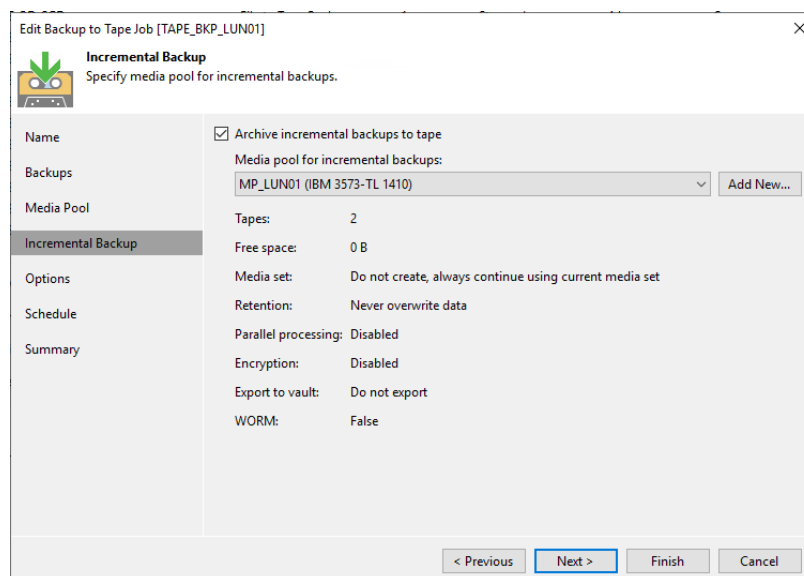 Edit Backup to Tape Job [TAPE_BKP_LUN01]
Incremental Backup
Specify media pool for incremental backups.
Name
Backups
Media Pool
Incremental Backup
Options
Schedule
Summary
Archive incremental backups to tape
Media pool for incremental backups:
MP_LUN01 (IBM 3573-TL 1410)
Add New...
Tapes: 2
Free space: 0 B
Media set: Do not create, always continue using current media set
Retention: Never overwrite data
Parallel processing: Disabled
Encryption: Disabled
Export to vault: Do not export
WORM: False
< Previous
Next >
Finish
Cancel